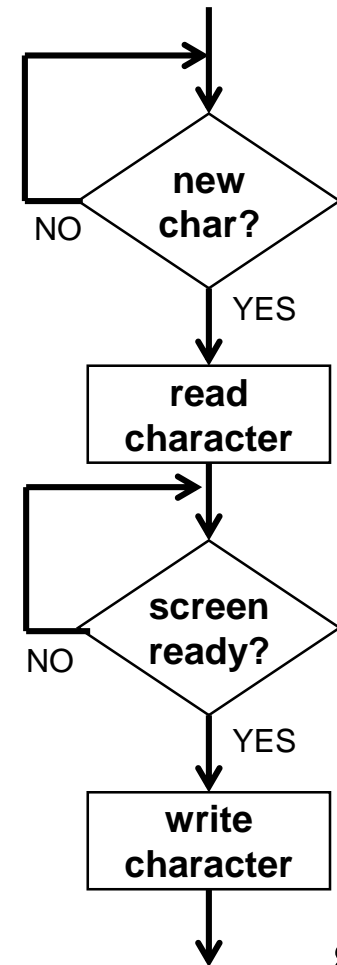 new
char?
NO
YES
read
character
screen
ready?
NO
YES
write
character